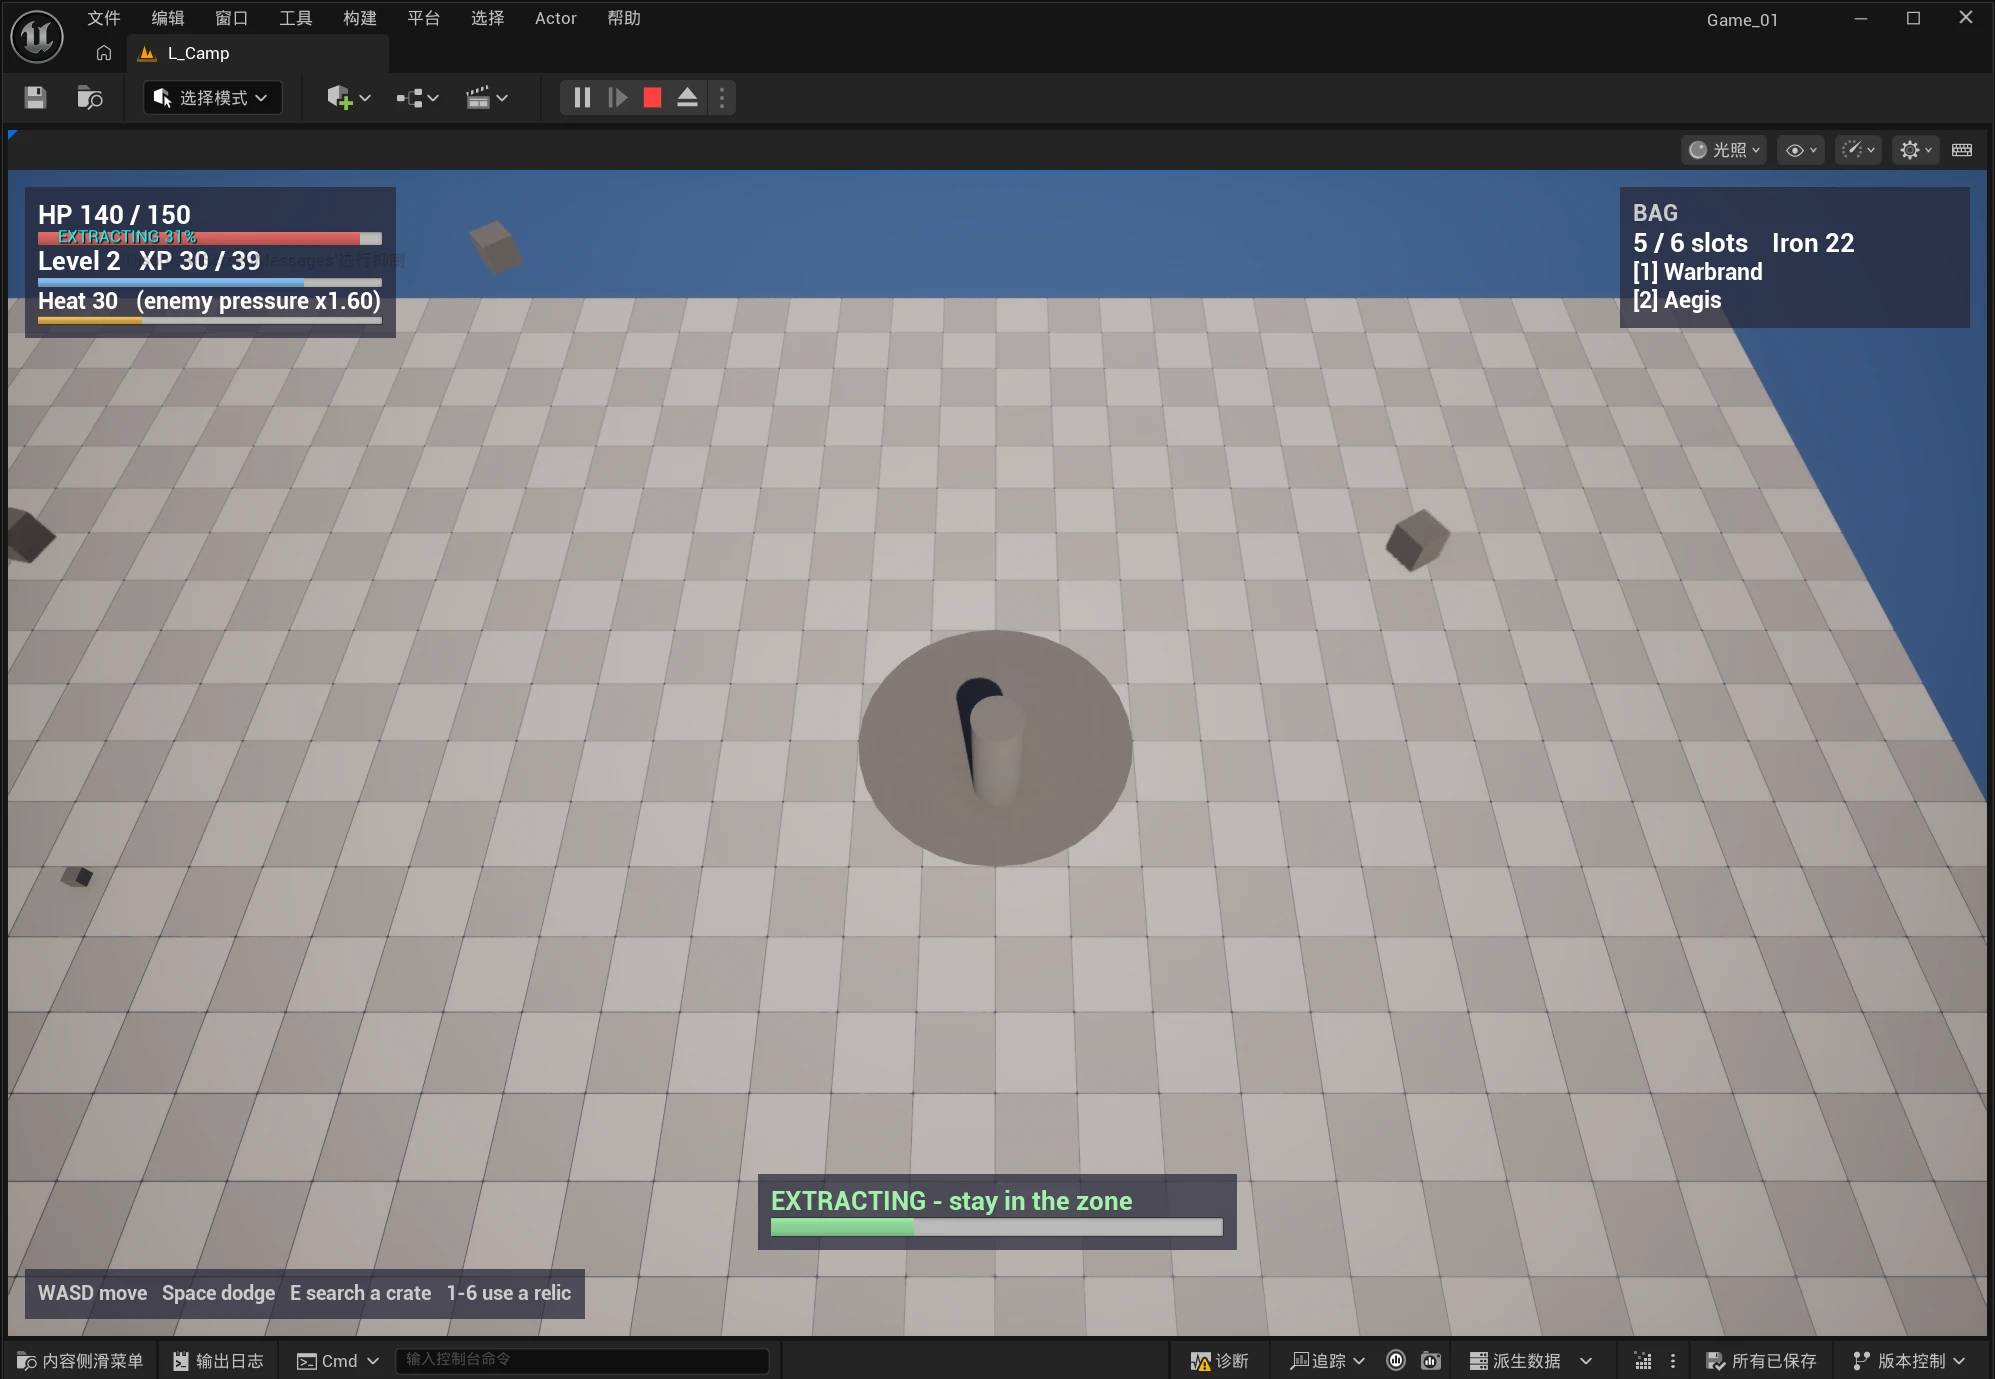 文件 编辑 窗口 工具 构建 平台 选择 Actor 帮助
Game_01
L_Camp
选择模式
光照
HP 140 / 150
EXTRACTING 31%
Level 2 XP 30 / 39
Messages'进行抑制
Heat 30 (enemy pressure x1.60)
BAG
5 / 6 slots Iron 22
[1] Warbrand
[2] Aegis
EXTRACTING - stay in the zone
WASD move Space dodge E search a crate 1-6 use a relic
内容侧滑菜单 输出日志 Cmd 输入控制台命令 诊断 追踪 派生数据 所有已保存 版本控制